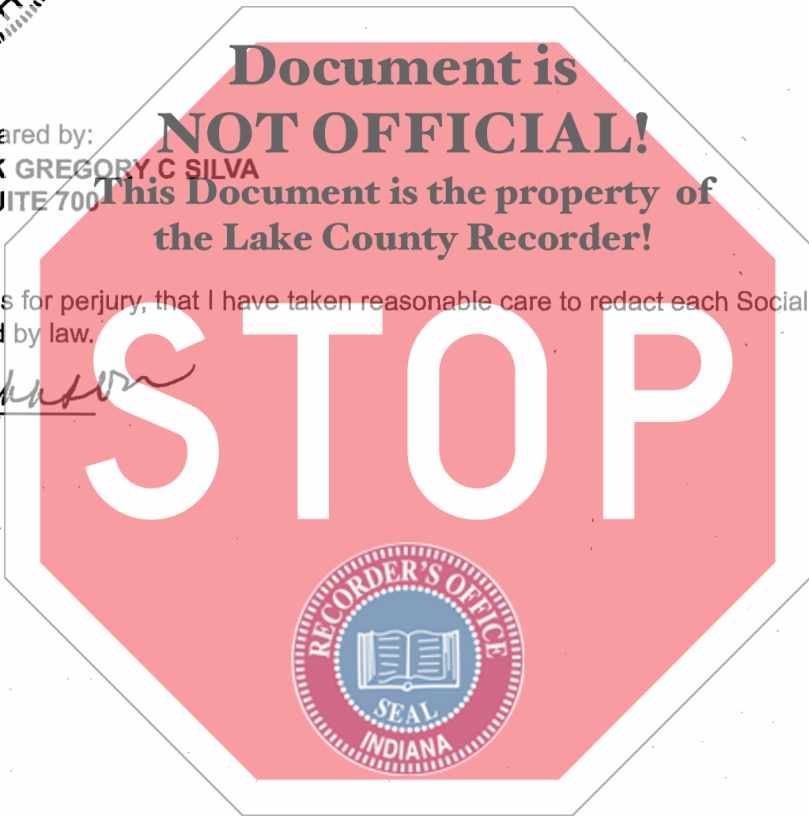 Document is
NOT OFFICIAL!
ared by:
GREGORY C SILVA
ITE 700
This Document is the property of
the Lake County Recorder!
s for perjury, that I have taken reasonable care to redact each Social
d by law.
STOP
RECORDER'S OFFICE
SEAL
INDIANA